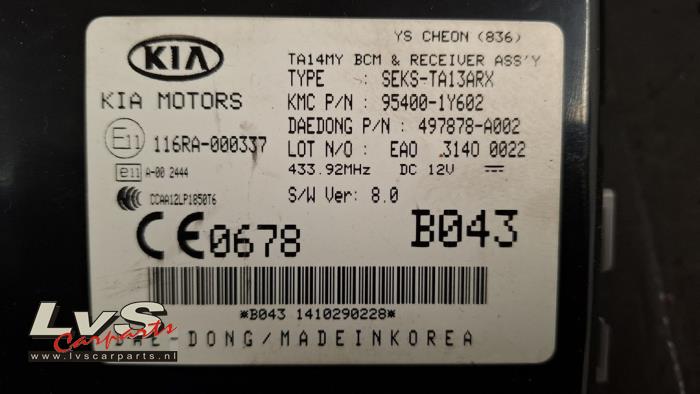 YS CHEON (836)
KIA
TA14MY BCM & RECEIVER ASS'Y
TYPE : SEKS-TA13ARX
KIA MOTORS
KMC P/N : 95400-1Y602
DAEDONG P/N : 497878-A002
E11 116RA-000337
LOT N/O : EAO 3140 0022
e11 A-00 2444
433.92MHz DC 12V
CCAA12LP1850T6
S/W Ver: 8.0
CE0678
B043
*B043 1410290228*
DAE-DONG/MADEINKOREA
LvS
Carparts
www.lvscarparts.nl